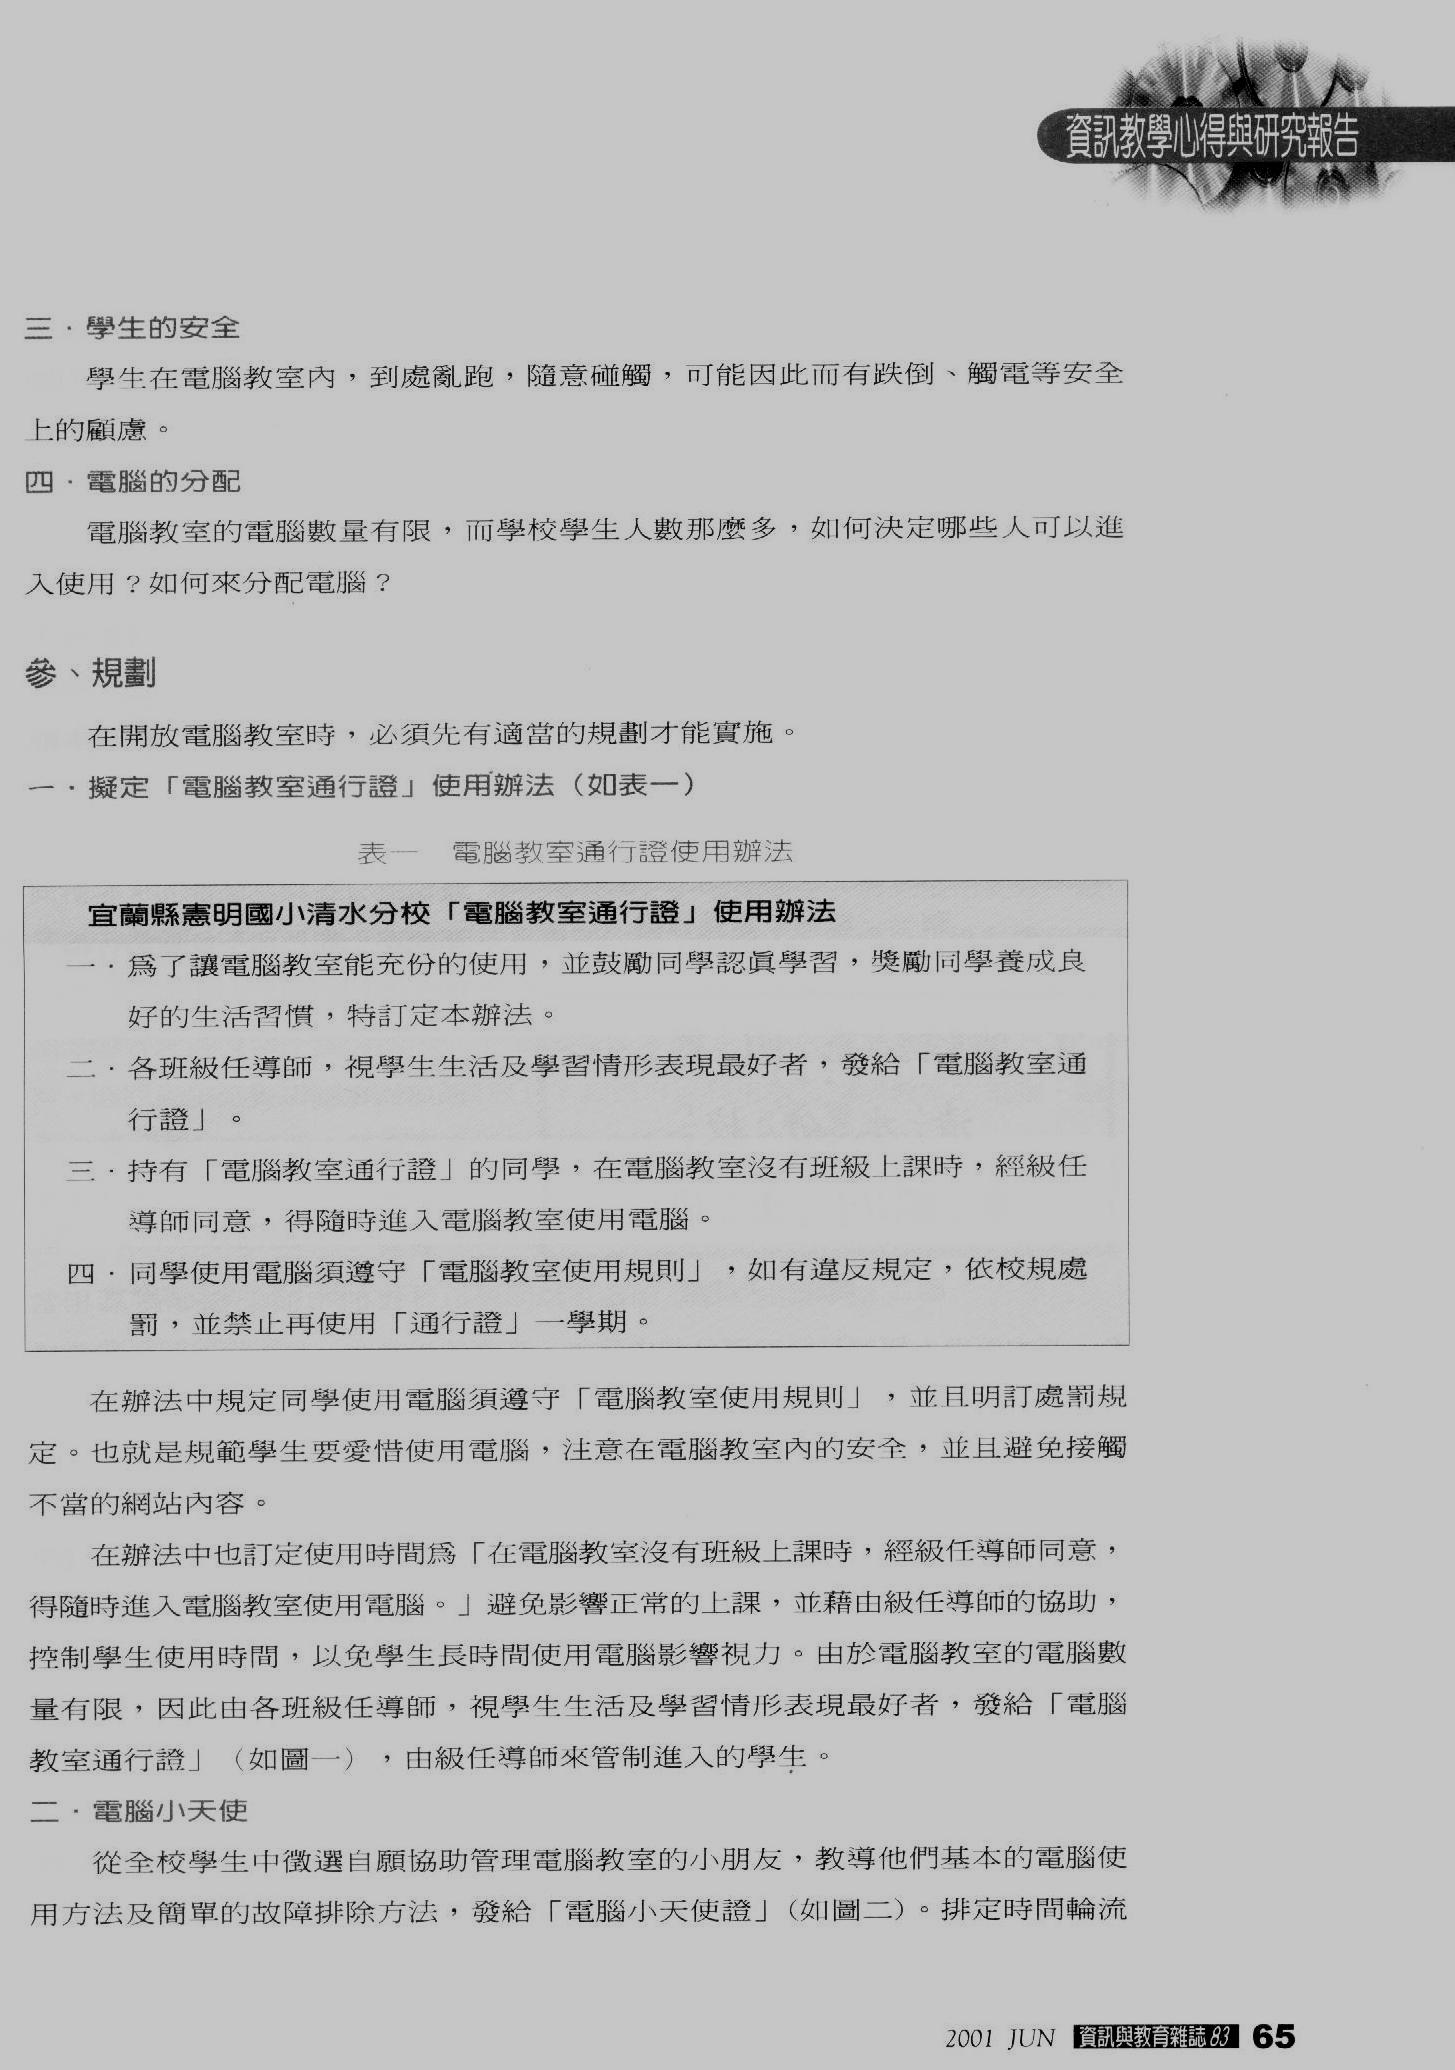 資訊教學心得與研究報告
三．學生的安全
學生在電腦教室內，到處亂跑，隨意碰觸，可能因此而有跌倒、觸電等安全
上的顧慮。
四．電腦的分配
電腦教室的電腦數量有限，而學校學生人數那麼多，如何決定哪些人可以進
入使用？如何來分配電腦？
參、規劃
在開放電腦教室時，必須先有適當的規劃才能實施。
一．擬定「電腦教室通行證」使用辦法（如表一）
表一　電腦教室通行證使用辦法
宜蘭縣憲明國小清水分校「電腦教室通行證」使用辦法
一．為了讓電腦教室能充份的使用，並鼓勵同學認真學習，獎勵同學養成良
好的生活習慣，特訂定本辦法。
二．各班級任導師，視學生生活及學習情形表現最好者，發給「電腦教室通
行證」。
三．持有「電腦教室通行證」的同學，在電腦教室沒有班級上課時，經級任
導師同意，得隨時進入電腦教室使用電腦。
四．同學使用電腦須遵守「電腦教室使用規則」，如有違反規定，依校規處
罰，並禁止再使用「通行證」一學期。
在辦法中規定同學使用電腦須遵守「電腦教室使用規則」，並且明訂處罰規
定。也就是規範學生要愛惜使用電腦，注意在電腦教室內的安全，並且避免接觸
不當的網站內容。
在辦法中也訂定使用時間為「在電腦教室沒有班級上課時，經級任導師同意，
得隨時進入電腦教室使用電腦。」避免影響正常的上課，並藉由級任導師的協助，
控制學生使用時間，以免學生長時間使用電腦影響視力。由於電腦教室的電腦數
量有限，因此由各班級任導師，視學生生活及學習情形表現最好者，發給「電腦
教室通行證」（如圖一），由級任導師來管制進入的學生。
二．電腦小天使
從全校學生中徵選自願協助管理電腦教室的小朋友，教導他們基本的電腦使
用方法及簡單的故障排除方法，發給「電腦小天使證」（如圖二）。排定時間輪流
2001 JUN 資訊與教育雜誌83 65